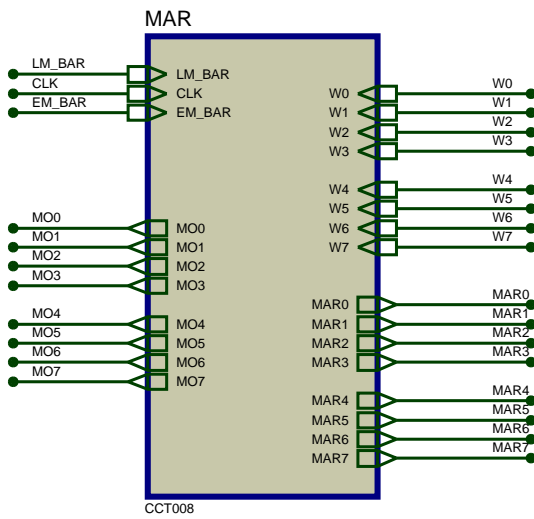 MAR
LM_BAR
LM_BAR
CLK
CLK
EM_BAR
EM_BAR
W0
W0
W1
W1
W2
W2
W3
W3
W4
W4
W5
W5
W6
W6
W7
W7
MO0
MO0
MO1
MO1
MO2
MO2
MO3
MO3
MO4
MO4
MO5
MO5
MO6
MO6
MO7
MO7
MAR0
MAR0
MAR1
MAR1
MAR2
MAR2
MAR3
MAR3
MAR4
MAR4
MAR5
MAR5
MAR6
MAR6
MAR7
MAR7
CCT008